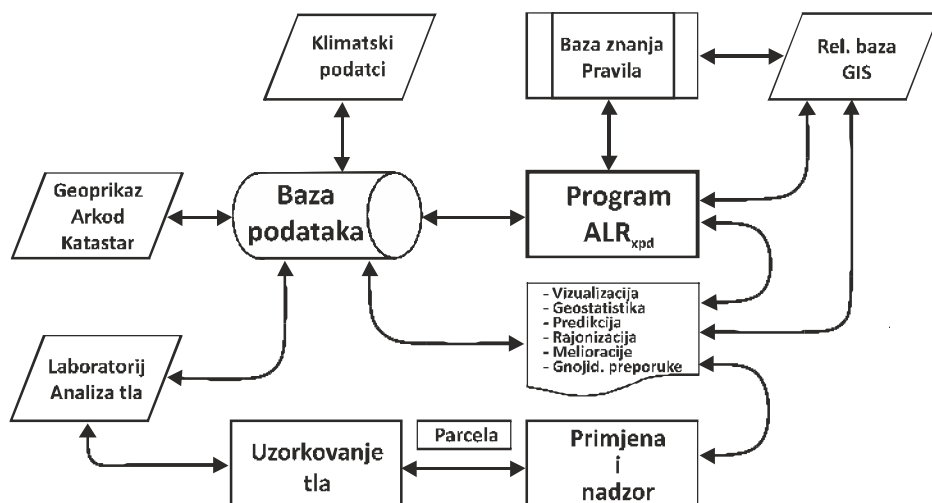 Klimatski
podatci
Baza znanja
Pravila
Rel. baza
GIS
Geoprikaz
Arkod
Katastar
Baza
podataka
Program
ALRxpd
- Vizualizacija
- Geostatistika
- Predikcija
- Rajonizacija
- Melioracije
- Gnojid. preporuke
Laboratorij
Analiza tla
Uzorkovanje
tla
Parcela
Primjena
i
nadzor